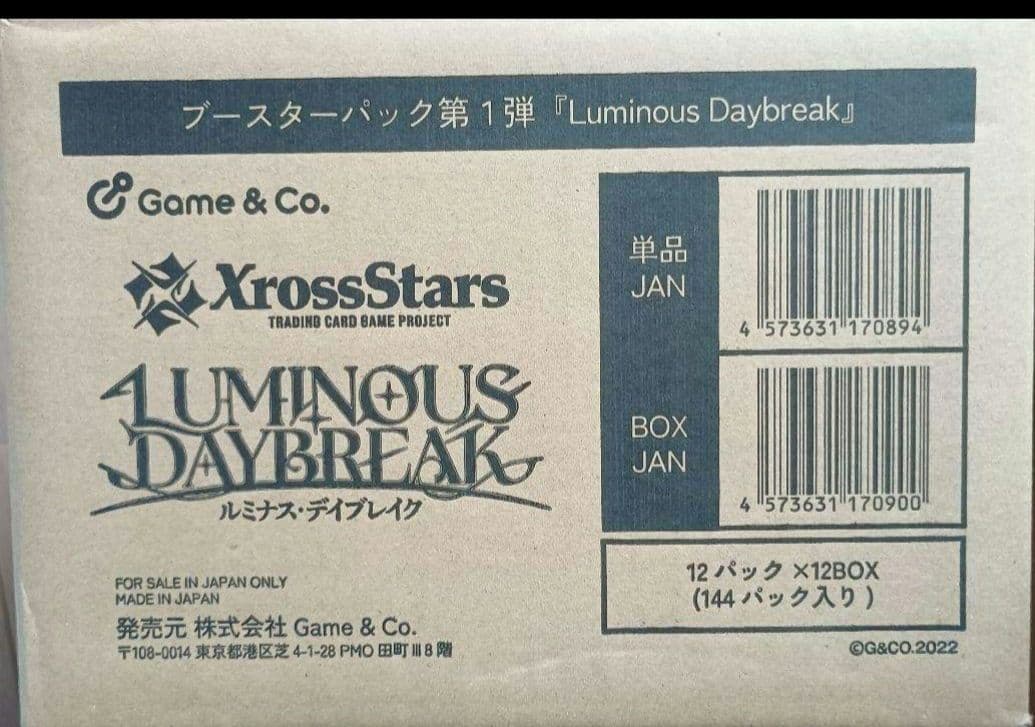 ブースターパック第1弾『Luminous Daybreak』
Game & Co.
XrossStars
TRADING CARD GAME PROJECT
LUMINOUS
DAYBREAK
ルミナス・デイブレイク
FOR SALE IN JAPAN ONLY
MADE IN JAPAN
発売元 株式会社 Game & Co.
〒108-0014 東京都港区芝 4-1-28 PMO 田町 III 8 階
単品
JAN
4 573631 170894
BOX
JAN
4 573631 170900
12 パック ×12BOX
(144 パック入り)
©G&CO.2022